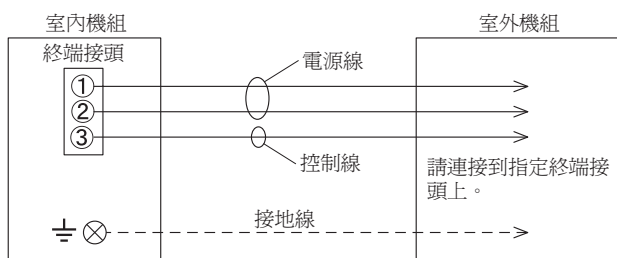 室內機組
室外機組
終端接頭
電源線
①
②
③
控制線
請連接到指定終端接
頭上。
接地線